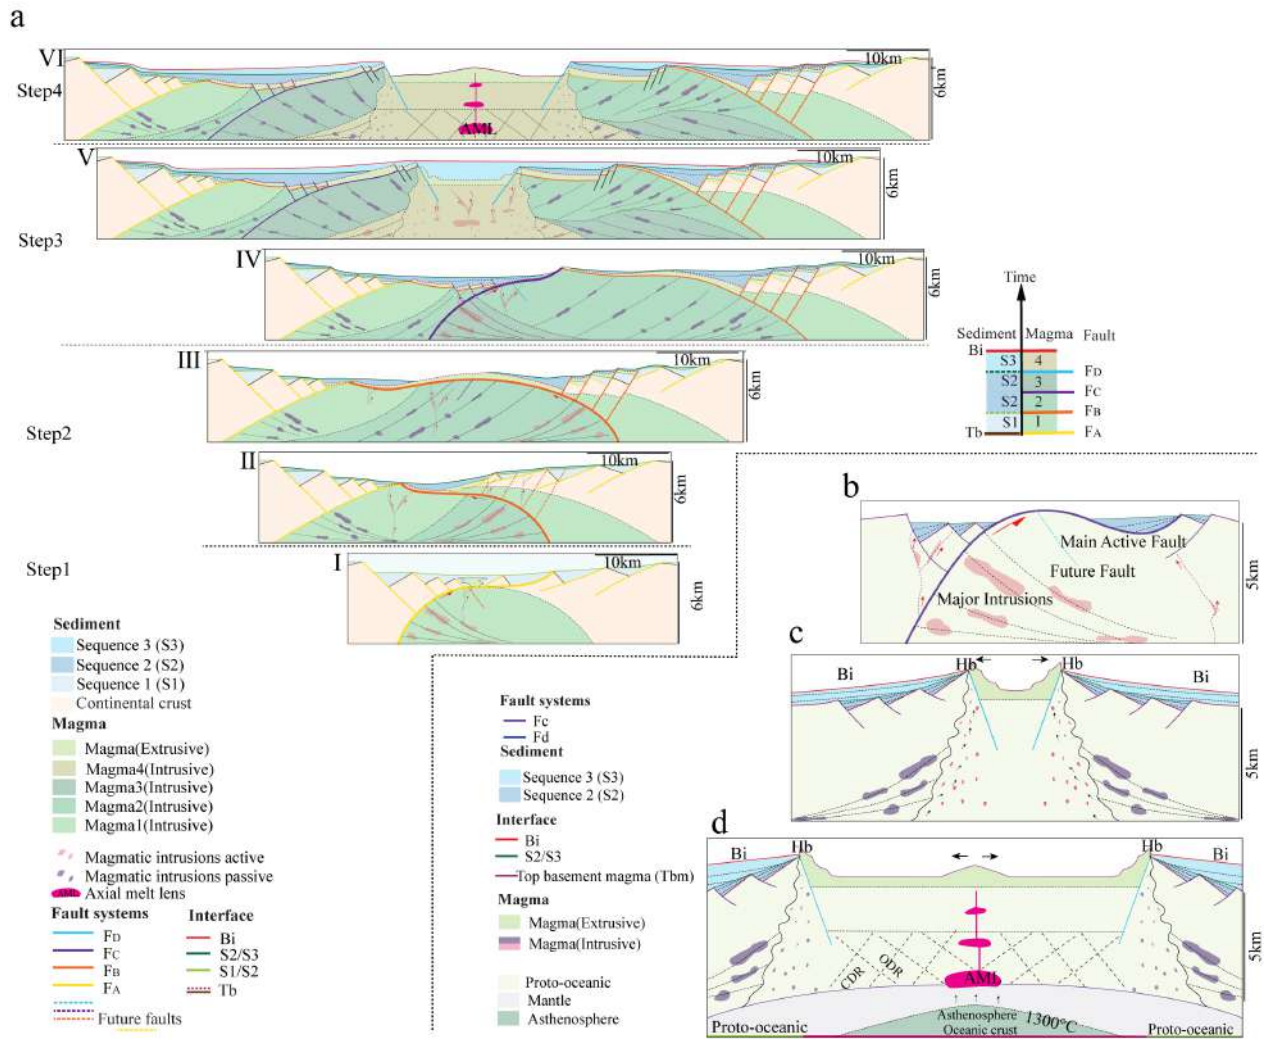 a
VI
Step4
10km
6km
AML
V
10km
6km
Step3
IV
10km
6km
Time
Sediment Magma Fault
Bi
S3 4
FD
S2 3
FC
S2 2
FB
S1 1
Tb
FA
III
10km
6km
Step2
II
10km
6km
Step1
I
10km
6km
b
Main Active Fault
Future Fault
Major Intrusions
5km
c
Bi
Hb
Hb
Bi
5km
d
Bi
Hb
Hb
Bi
5km
CDR
ODR
AML
Asthenosphere
Oceanic crust
1300°C
Proto-oceanic
Proto-oceanic
Sediment
Sequence 3 (S3)
Sequence 2 (S2)
Sequence 1 (S1)
Continental crust
Magma
Magma(Extrusive)
Magma4(Intrusive)
Magma3(Intrusive)
Magma2(Intrusive)
Magma1(Intrusive)
Magmatic intrusions active
Magmatic intrusions passive
AML Axial melt lens
Fault systems
FD
FC
FB
FA
Future faults
Interface
Bi
S2/S3
S1/S2
Tb
Fault systems
Fc
Fd
Sediment
Sequence 3 (S3)
Sequence 2 (S2)
Interface
Bi
S2/S3
Top basement magma (Tbm)
Magma
Magma(Extrusive)
Magma(Intrusive)
Proto-oceanic
Mantle
Asthenosphere